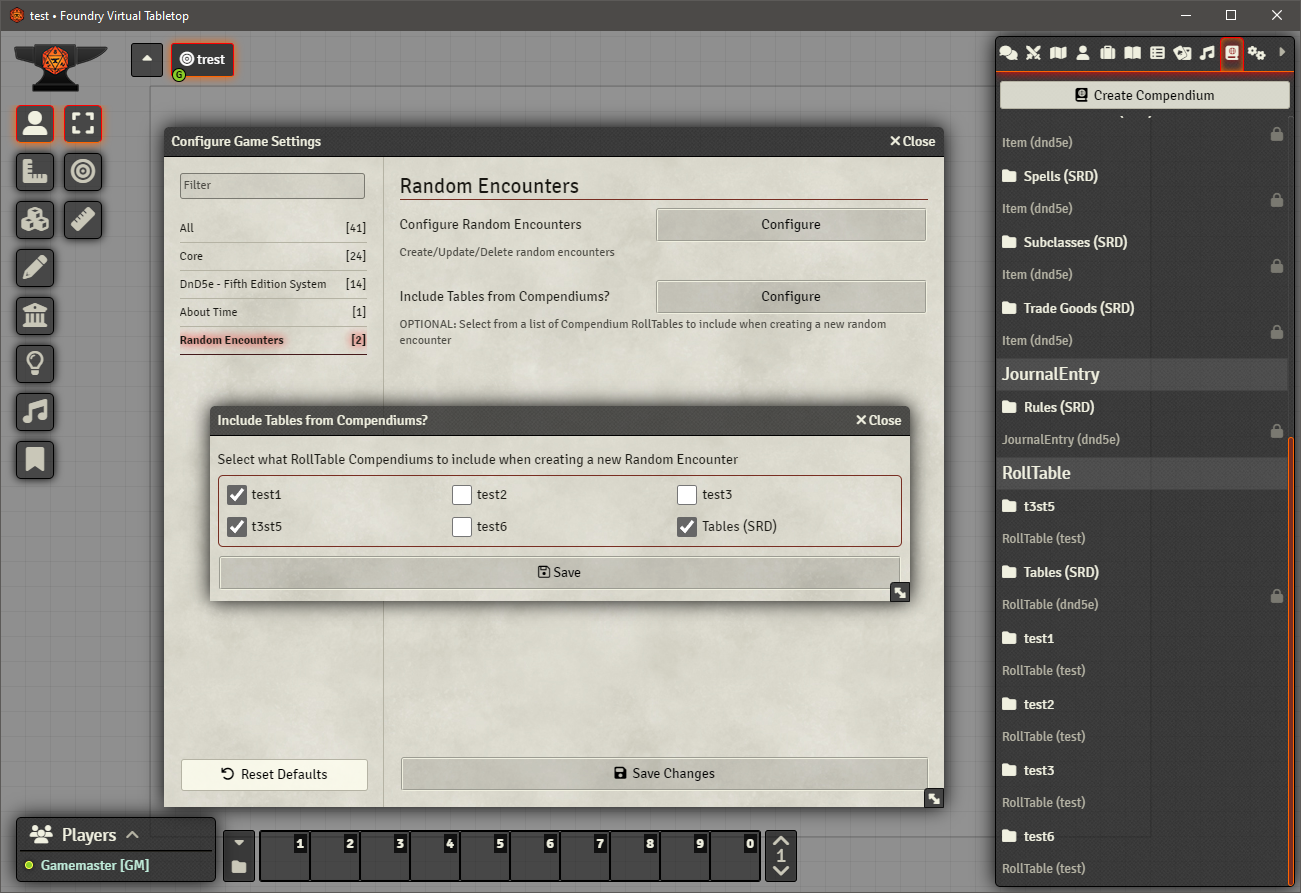 test • Foundry Virtual Tabletop
trest
G
Configure Game Settings
Close
Filter
All [41]
Core [24]
DnD5e - Fifth Edition System [14]
About Time [1]
Random Encounters [2]
Random Encounters
Configure Random Encounters
Configure
Create/Update/Delete random encounters
Include Tables from Compendiums?
Configure
OPTIONAL: Select from a list of Compendium RollTables to include when creating a new random
encounter
Include Tables from Compendiums?
Close
Select what RollTable Compendiums to include when creating a new Random Encounter
test1 test2 test3
t3st5 test6 Tables (SRD)
Save
Reset Defaults
Save Changes
Create Compendium
Item (dnd5e)
Spells (SRD)
Item (dnd5e)
Subclasses (SRD)
Item (dnd5e)
Trade Goods (SRD)
Item (dnd5e)
JournalEntry
Rules (SRD)
JournalEntry (dnd5e)
RollTable
t3st5
RollTable (test)
Tables (SRD)
RollTable (dnd5e)
test1
RollTable (test)
test2
RollTable (test)
test3
RollTable (test)
test6
RollTable (test)
Players
Gamemaster [GM]
1 2 3 4 5 6 7 8 9 0
1